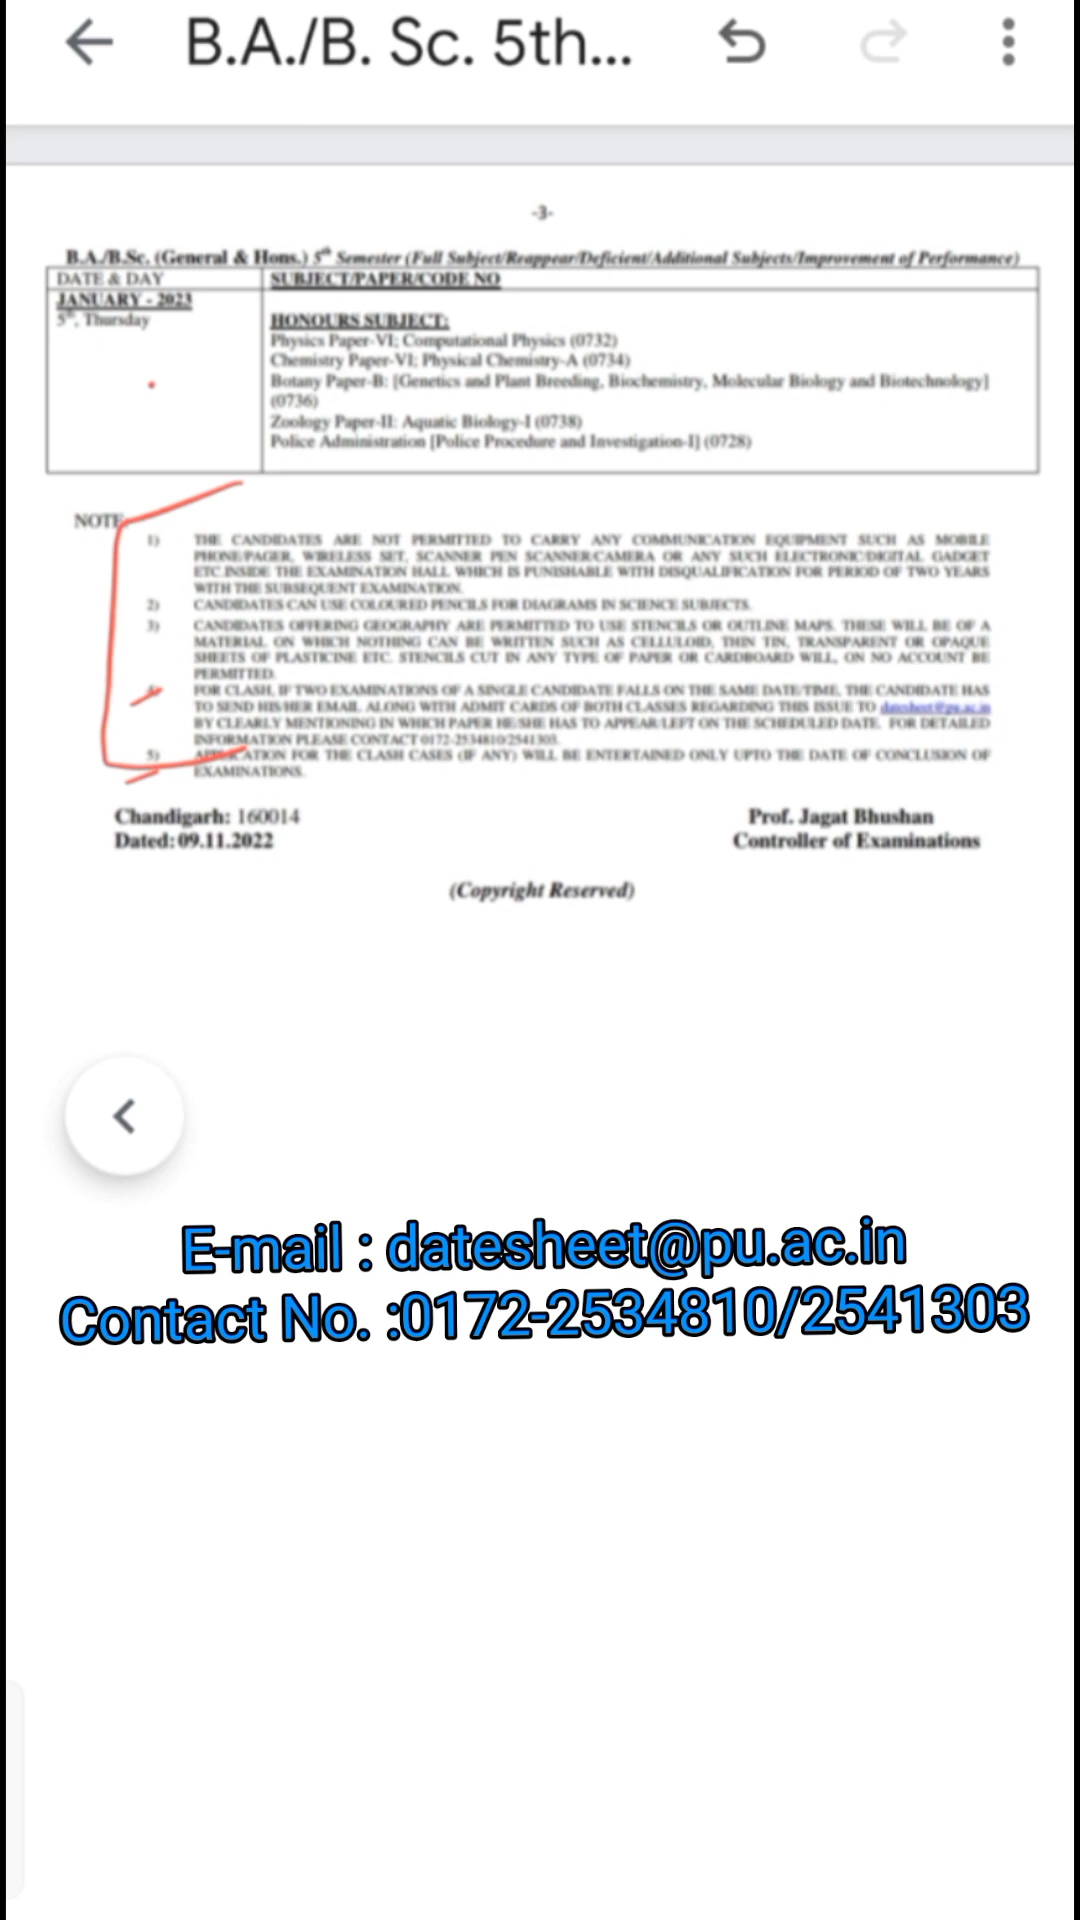 B.A./B. Sc. 5th...
-3-
B.A./B.Sc. (General & Hons.) 5th Semester (Full Subject/Reappear/Deficient/Additional Subjects/Improvement of Performance)
DATE & DAY
SUBJECT/PAPER/CODE NO
JANUARY - 2023
5th, Thursday
HONOURS SUBJECT:
Physics Paper-VI; Computational Physics (0732)
Chemistry Paper-VI; Physical Chemistry-A (0734)
Botany Paper-B: [Genetics and Plant Breeding, Biochemistry, Molecular Biology and Biotechnology]
(0736)
Zoology Paper-II: Aquatic Biology-I (0738)
Police Administration [Police Procedure and Investigation-I] (0728)
NOTE:
1) THE CANDIDATES ARE NOT PERMITTED TO CARRY ANY COMMUNICATION EQUIPMENT SUCH AS MOBILE
PHONE/PAGER, WIRELESS SET, SCANNER PEN SCANNER/CAMERA OR ANY SUCH ELECTRONIC/DIGITAL GADGET
ETC.INSIDE THE EXAMINATION HALL WHICH IS PUNISHABLE WITH DISQUALIFICATION FOR PERIOD OF TWO YEARS
WITH THE SUBSEQUENT EXAMINATION.
2) CANDIDATES CAN USE COLOURED PENCILS FOR DIAGRAMS IN SCIENCE SUBJECTS.
3) CANDIDATES OFFERING GEOGRAPHY ARE PERMITTED TO USE STENCILS OR OUTLINE MAPS. THESE WILL BE OF A
MATERIAL ON WHICH NOTHING CAN BE WRITTEN SUCH AS CELLULOID, THIN TIN, TRANSPARENT OR OPAQUE
SHEETS OF PLASTICINE ETC. STENCILS CUT IN ANY TYPE OF PAPER OR CARDBOARD WILL, ON NO ACCOUNT BE
PERMITTED.
4) FOR CLASH, IF TWO EXAMINATIONS OF A SINGLE CANDIDATE FALLS ON THE SAME DATE/TIME, THE CANDIDATE HAS
TO SEND HIS/HER EMAIL ALONG WITH ADMIT CARDS OF BOTH CLASSES REGARDING THIS ISSUE TO datesheet@pu.ac.in
BY CLEARLY MENTIONING IN WHICH PAPER HE/SHE HAS TO APPEAR/LEFT ON THE SCHEDULED DATE. FOR DETAILED
INFORMATION PLEASE CONTACT 0172-2534810/2541303.
5) APPLICATION FOR THE CLASH CASES (IF ANY) WILL BE ENTERTAINED ONLY UPTO THE DATE OF CONCLUSION OF
EXAMINATIONS.
Chandigarh: 160014
Prof. Jagat Bhushan
Dated: 09.11.2022
Controller of Examinations
(Copyright Reserved)
E-mail : datesheet@pu.ac.in
Contact No. :0172-2534810/2541303